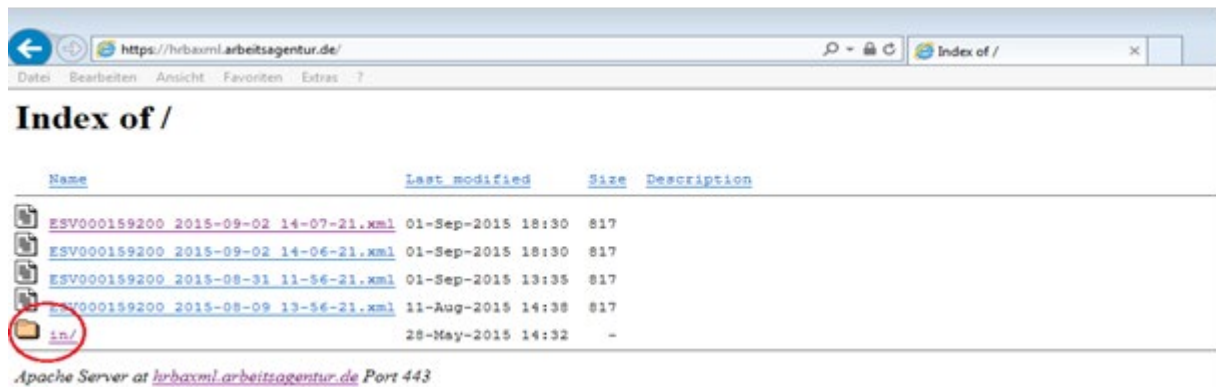 https://hrbaxml.arbeitsagentur.de/ Index of /
Datei Bearbeiten Ansicht Favoriten Extras ?
Index of /
Name Last modified Size Description
ESV000159200 2015-09-02 14-07-21.xml 01-Sep-2015 18:30 817
ESV000159200 2015-09-02 14-06-21.xml 01-Sep-2015 18:30 817
ESV000159200 2015-08-31 11-56-21.xml 01-Sep-2015 13:35 817
ESV000159200 2015-08-09 13-56-21.xml 11-Aug-2015 14:38 817
in/ 28-May-2015 14:32 -
Apache Server at hrbaxml.arbeitsagentur.de Port 443